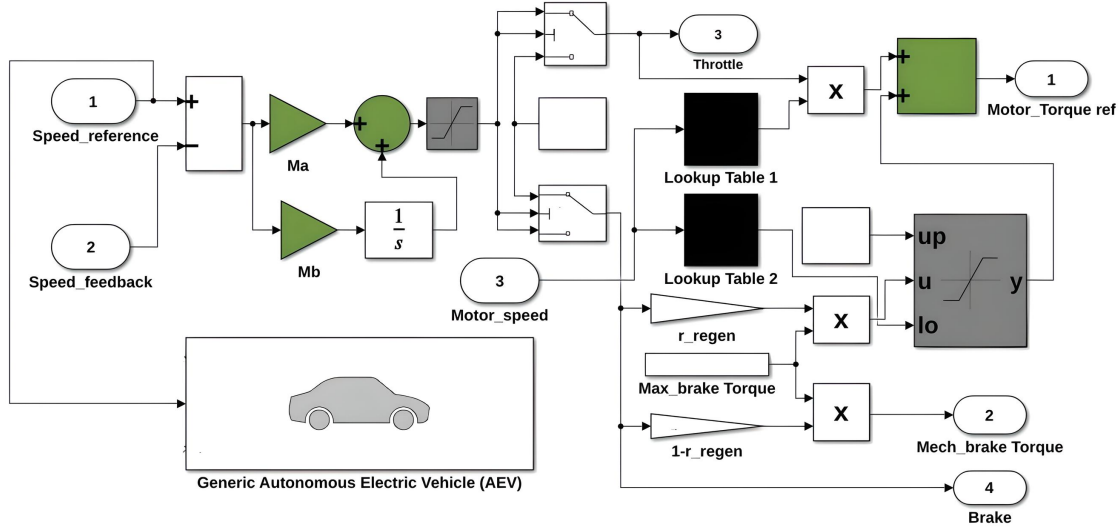 3
Throttle
1
Speed_reference
+
−
Ma
+
+
x
+
+
1
Motor_Torque ref
Lookup Table 1
2
Speed_feedback
Mb
1
s
Lookup Table 2
3
Motor_speed
up
u
y
lo
r_regen
x
Max_brake Torque
x
2
Mech_brake Torque
1-r_regen
Generic Autonomous Electric Vehicle (AEV)
4
Brake